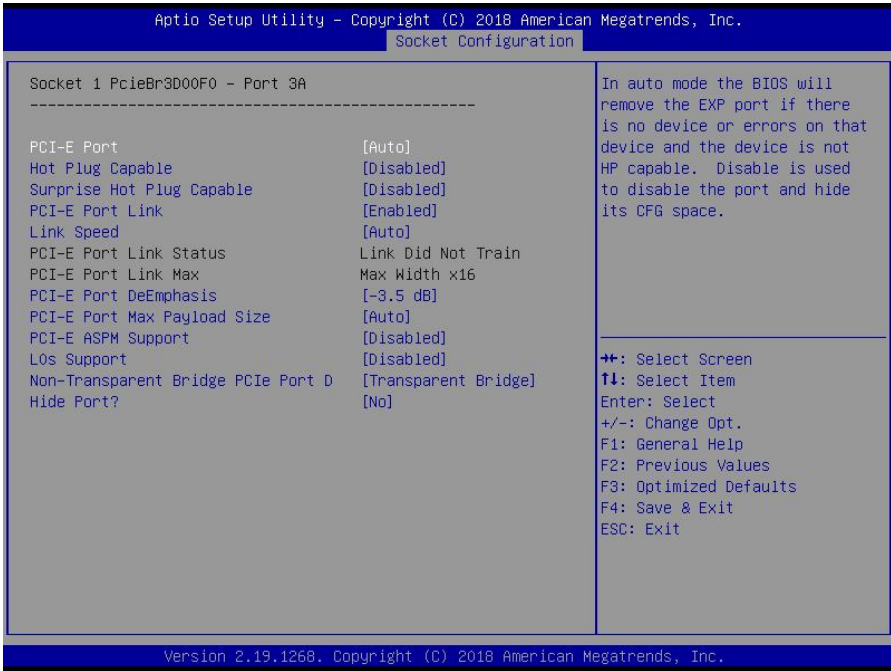 Aptio Setup Utility – Copyright (C) 2018 American Megatrends, Inc.
Socket Configuration
Socket 1 PcieBr3D00F0 – Port 3A
--------------------------------------------------
PCI-E Port [Auto]
Hot Plug Capable [Disabled]
Surprise Hot Plug Capable [Disabled]
PCI-E Port Link [Enabled]
Link Speed [Auto]
PCI-E Port Link Status Link Did Not Train
PCI-E Port Link Max Max Width x16
PCI-E Port DeEmphasis [-3.5 dB]
PCI-E Port Max Payload Size [Auto]
PCI-E ASPM Support [Disabled]
L0s Support [Disabled]
Non-Transparent Bridge PCIe Port D [Transparent Bridge]
Hide Port? [No]
In auto mode the BIOS will
remove the EXP port if there
is no device or errors on that
device and the device is not
HP capable. Disable is used
to disable the port and hide
its CFG space.
→←: Select Screen
↑↓: Select Item
Enter: Select
+/-: Change Opt.
F1: General Help
F2: Previous Values
F3: Optimized Defaults
F4: Save & Exit
ESC: Exit
Version 2.19.1268. Copyright (C) 2018 American Megatrends, Inc.